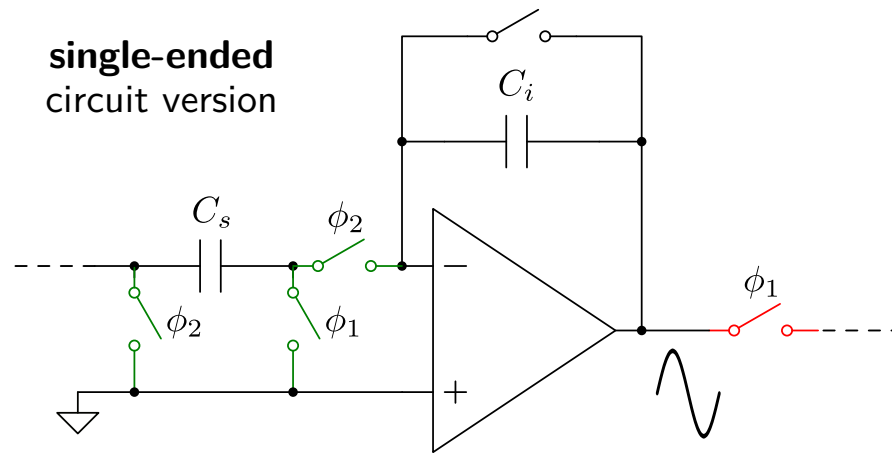 single-ended
circuit version
C_i
C_s
ϕ_2
ϕ_2
ϕ_1
ϕ_1
−
+